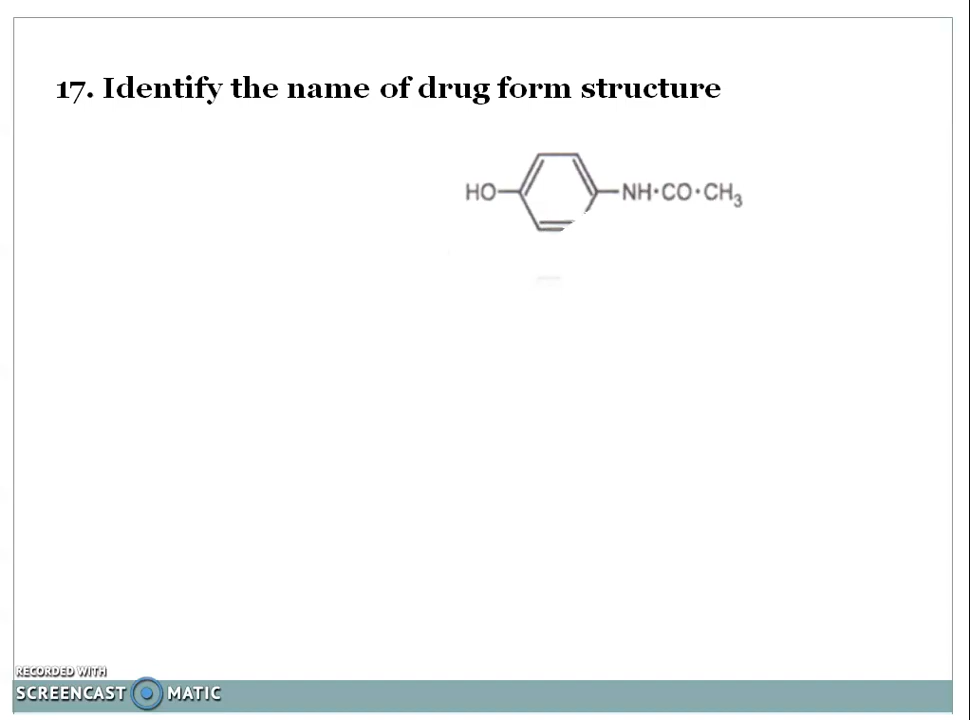 17. Identify the name of drug form structure
HO NH·CO·CH₃
RECORDED WITH
SCREENCAST MATIC